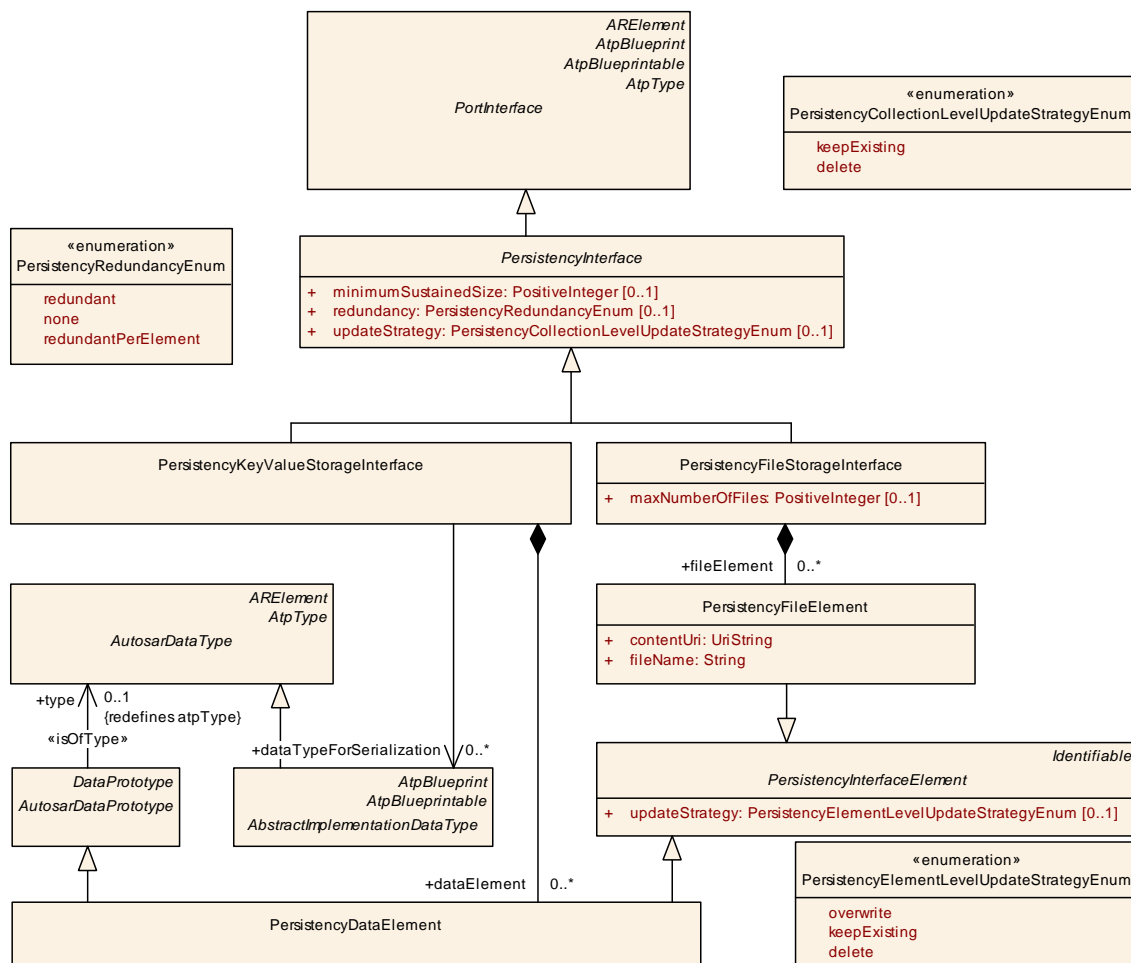 ARElement
AtpBlueprint
AtpBlueprintable
AtpType
PortInterface
«enumeration»
PersistencyCollectionLevelUpdateStrategyEnum
keepExisting
delete
«enumeration»
PersistencyRedundancyEnum
redundant
none
redundantPerElement
PersistencyInterface
+ minimumSustainedSize: PositiveInteger [0..1]
+ redundancy: PersistencyRedundancyEnum [0..1]
+ updateStrategy: PersistencyCollectionLevelUpdateStrategyEnum [0..1]
PersistencyKeyValueStorageInterface
PersistencyFileStorageInterface
+ maxNumberOfFiles: PositiveInteger [0..1]
+fileElement 0..*
ARElement
AtpType
AutosarDataType
PersistencyFileElement
+ contentUri: UriString
+ fileName: String
+type 0..1
{redefines atpType}
«isOfType»
+dataTypeForSerialization 0..*
DataPrototype
AutosarDataPrototype
AtpBlueprint
AtpBlueprintable
AbstractImplementationDataType
Identifiable
PersistencyInterfaceElement
+ updateStrategy: PersistencyElementLevelUpdateStrategyEnum [0..1]
+dataElement 0..*
«enumeration»
PersistencyElementLevelUpdateStrategyEnum
overwrite
keepExisting
delete
PersistencyDataElement